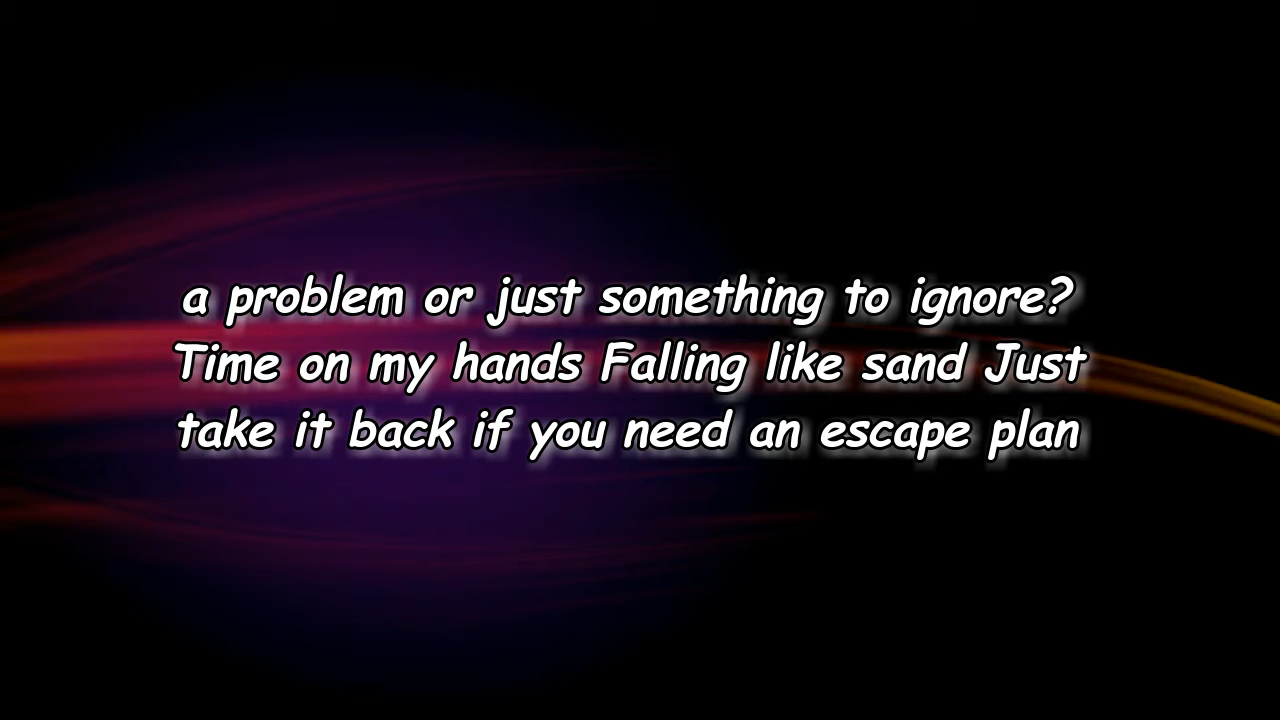 a problem or just something to ignore?
Time on my hands Falling like sand Just
take it back if you need an escape plan